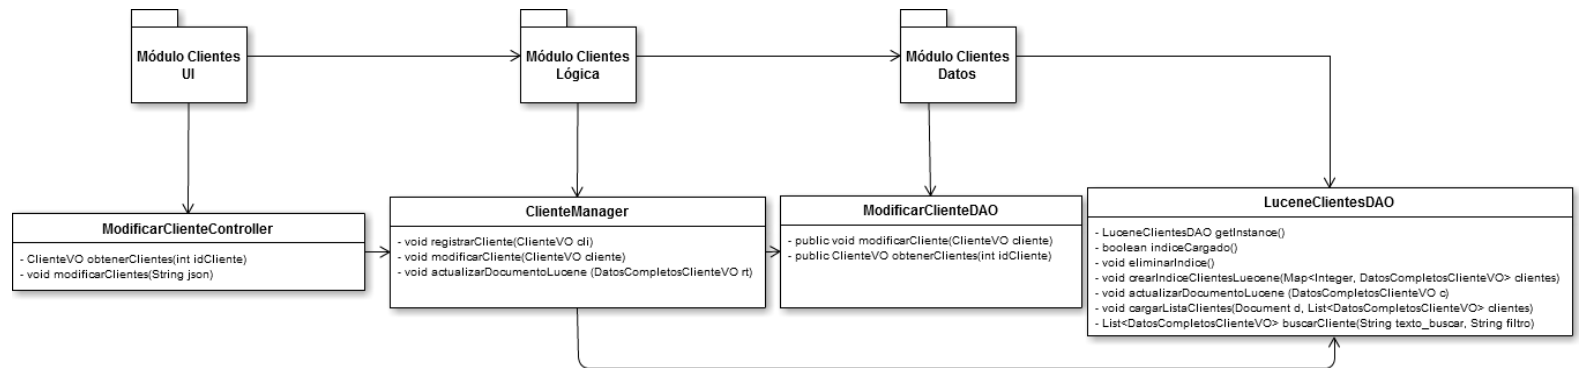 Módulo Clientes
UI
Módulo Clientes
Lógica
Módulo Clientes
Datos
ModificarClienteController
- ClienteVO obtenerClientes(int idCliente)
- void modificarClientes(String json)
ClienteManager
- void registrarCliente(ClienteVO cli)
- void modificarCliente(ClienteVO cliente)
- void actualizarDocumentoLucene (DatosCompletosClienteVO rt)
ModificarClienteDAO
- public void modificarCliente(ClienteVO cliente)
- public ClienteVO obtenerClientes(int idCliente)
LuceneClientesDAO
- LuceneClientesDAO getInstance()
- boolean indiceCargado()
- void eliminarIndice()
- void crearIndiceClientesLuecene(Map<Integer, DatosCompletosClienteVO> clientes)
- void actualizarDocumentoLucene (DatosCompletosClienteVO c)
- void cargarListaClientes(Document d, List<DatosCompletosClienteVO> clientes)
- List<DatosCompletosClienteVO> buscarCliente(String texto_buscar, String filtro)